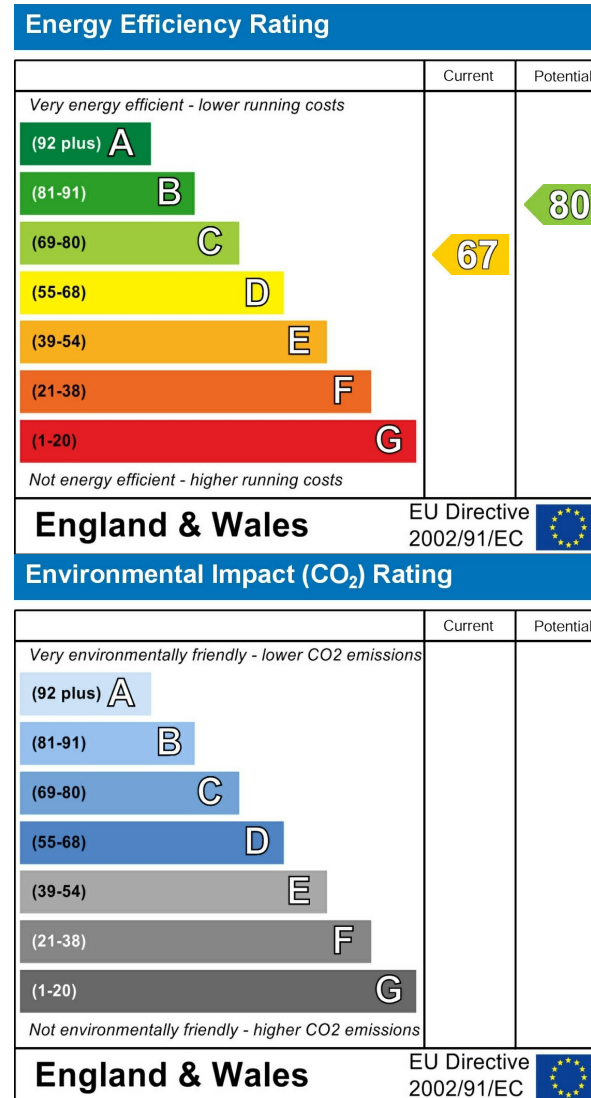 Energy Efficiency Rating
Current Potential
Very energy efficient - lower running costs
(92 plus) A
(81-91) B
80
(69-80) C
67
(55-68) D
(39-54) E
(21-38) F
(1-20) G
Not energy efficient - higher running costs
England & Wales
EU Directive
2002/91/EC
Environmental Impact (CO₂) Rating
Current Potential
Very environmentally friendly - lower CO2 emissions
(92 plus) A
(81-91) B
(69-80) C
(55-68) D
(39-54) E
(21-38) F
(1-20) G
Not environmentally friendly - higher CO2 emissions
England & Wales
EU Directive
2002/91/EC